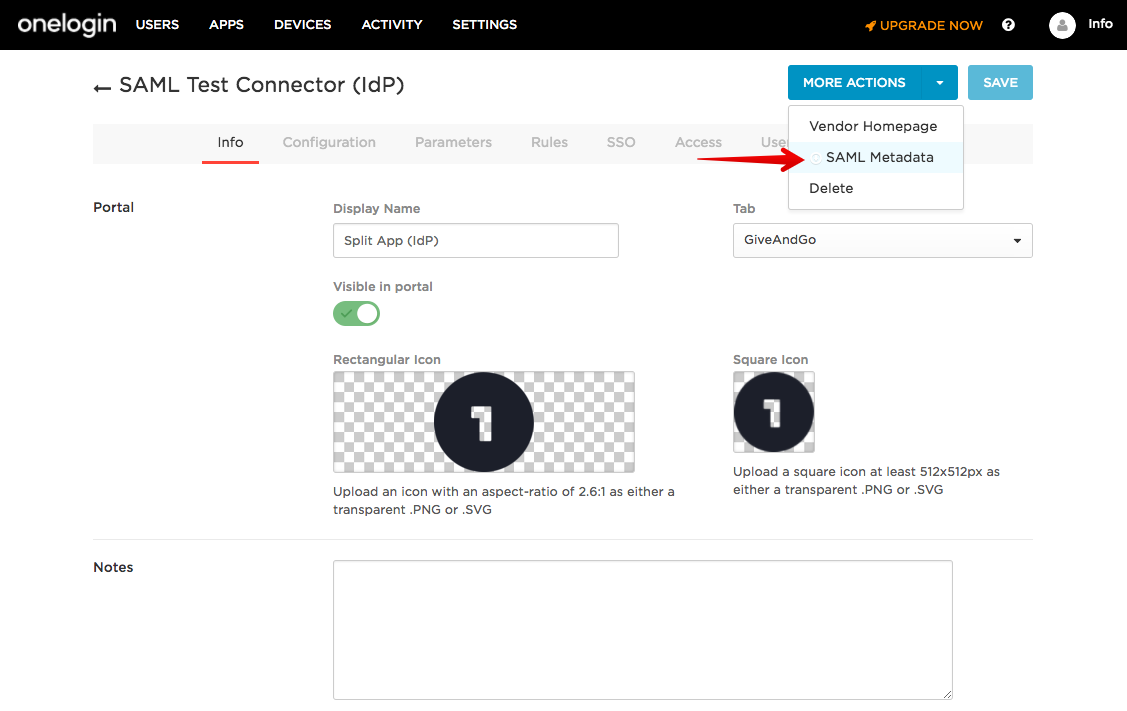 onelogin USERS APPS DEVICES ACTIVITY SETTINGS UPGRADE NOW ? Info
SAML Test Connector (IdP) MORE ACTIONS SAVE
Vendor Homepage
SAML Metadata
Delete
Info Configuration Parameters Rules SSO Access
Portal
Display Name
Split App (IdP)
Tab
GiveAndGo
Visible in portal
Rectangular Icon
1
Upload an icon with an aspect-ratio of 2.6:1 as either a
transparent .PNG or .SVG
Square Icon
1
Upload a square icon at least 512x512px as
either a transparent .PNG or .SVG
Notes